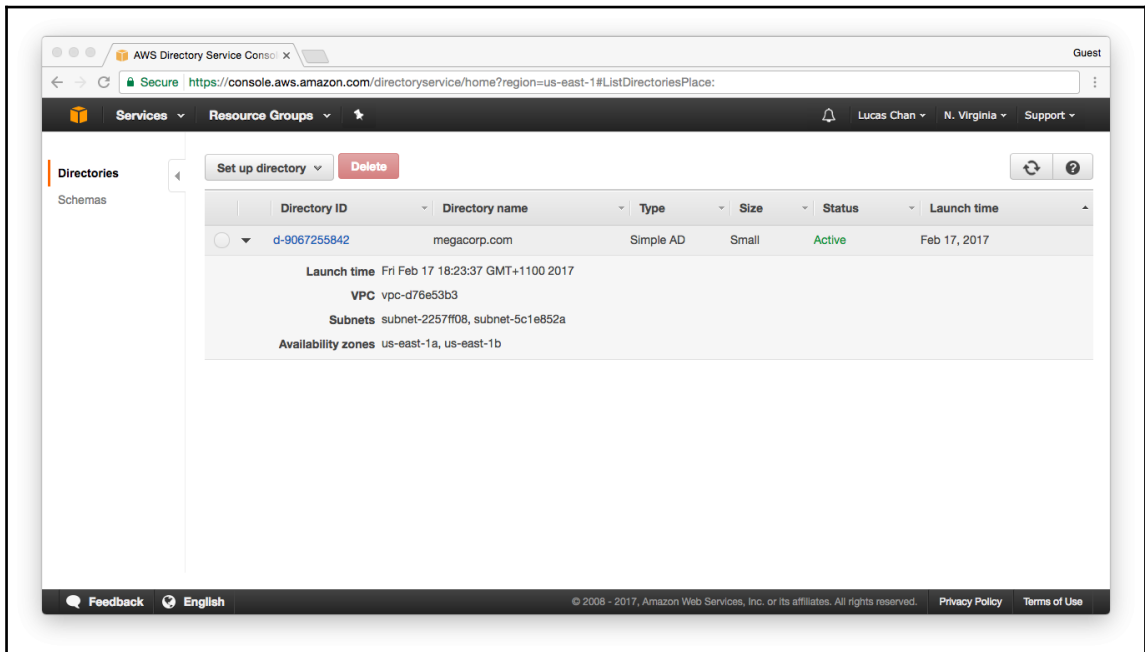 AWS Directory Service Consol
Guest
Secure https://console.aws.amazon.com/directoryservice/home?region=us-east-1#ListDirectoriesPlace:
Services Resource Groups Lucas Chan N. Virginia Support
Directories
Schemas
Set up directory Delete
Directory ID Directory name Type Size Status Launch time
d-9067255842 megacorp.com Simple AD Small Active Feb 17, 2017
Launch time Fri Feb 17 18:23:37 GMT+1100 2017
VPC vpc-d76e53b3
Subnets subnet-2257ff08, subnet-5c1e852a
Availability zones us-east-1a, us-east-1b
Feedback English © 2008 - 2017, Amazon Web Services, Inc. or its affiliates. All rights reserved. Privacy Policy Terms of Use